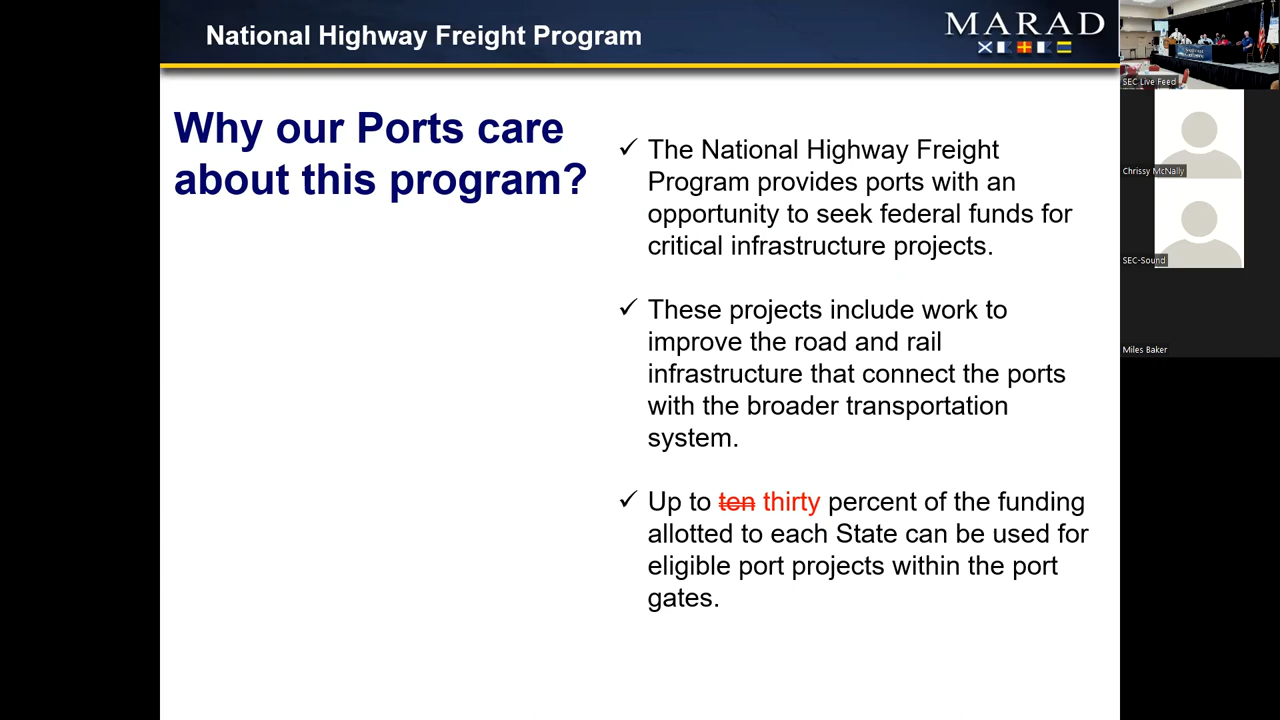 National Highway Freight Program
MARAD
Why our Ports care
about this program?
✓ The National Highway Freight
Program provides ports with an
opportunity to seek federal funds for
critical infrastructure projects.
✓ These projects include work to
improve the road and rail
infrastructure that connect the ports
with the broader transportation
system.
✓ Up to ten thirty percent of the funding
allotted to each State can be used for
eligible port projects within the port
gates.
SEC Live Feed
Chrissy McNally
SEC-Sound
Miles Baker